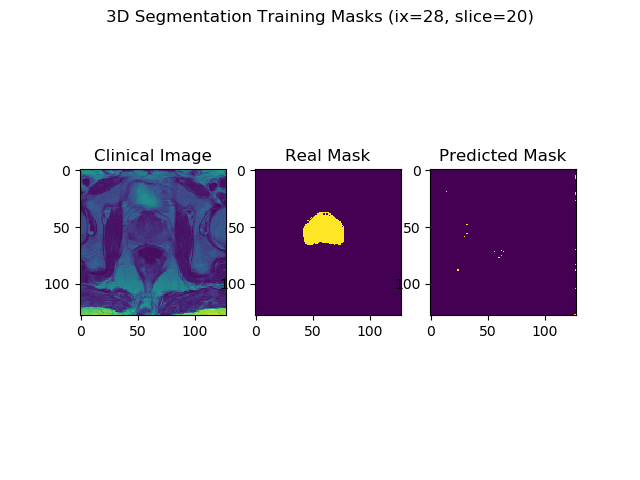 3D Segmentation Training Masks (ix=28, slice=20)
Clinical Image Real Mask Predicted Mask
0 0 0
50 50 50
100 100 100
0 50 100 0 50 100 0 50 100